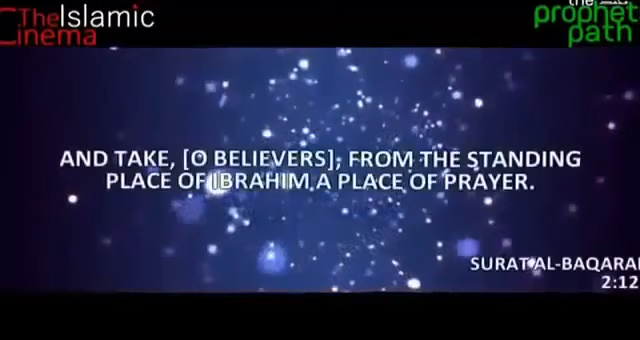 The Islamic
Cinema
the
prophet
path
AND TAKE, [O BELIEVERS], FROM THE STANDING
PLACE OF IBRAHIM A PLACE OF PRAYER.
SURAT AL-BAQARA
2:12